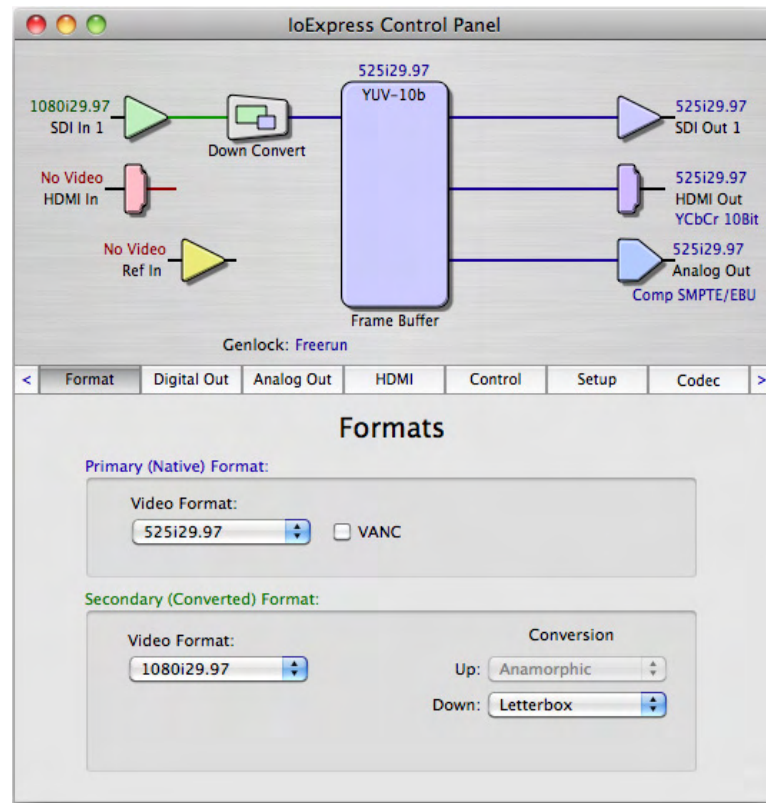 IoExpress Control Panel
525i29.97
YUV-10b
1080i29.97
SDI In 1
Down Convert
525i29.97
SDI Out 1
No Video
HDMI In
525i29.97
HDMI Out
YCbCr 10Bit
No Video
Ref In
525i29.97
Analog Out
Comp SMPTE/EBU
Frame Buffer
Genlock: Freerun
< Format Digital Out Analog Out HDMI Control Setup Codec >
Formats
Primary (Native) Format:
Video Format:
525i29.97 VANC
Secondary (Converted) Format:
Video Format:
1080i29.97
Conversion
Up: Anamorphic
Down: Letterbox